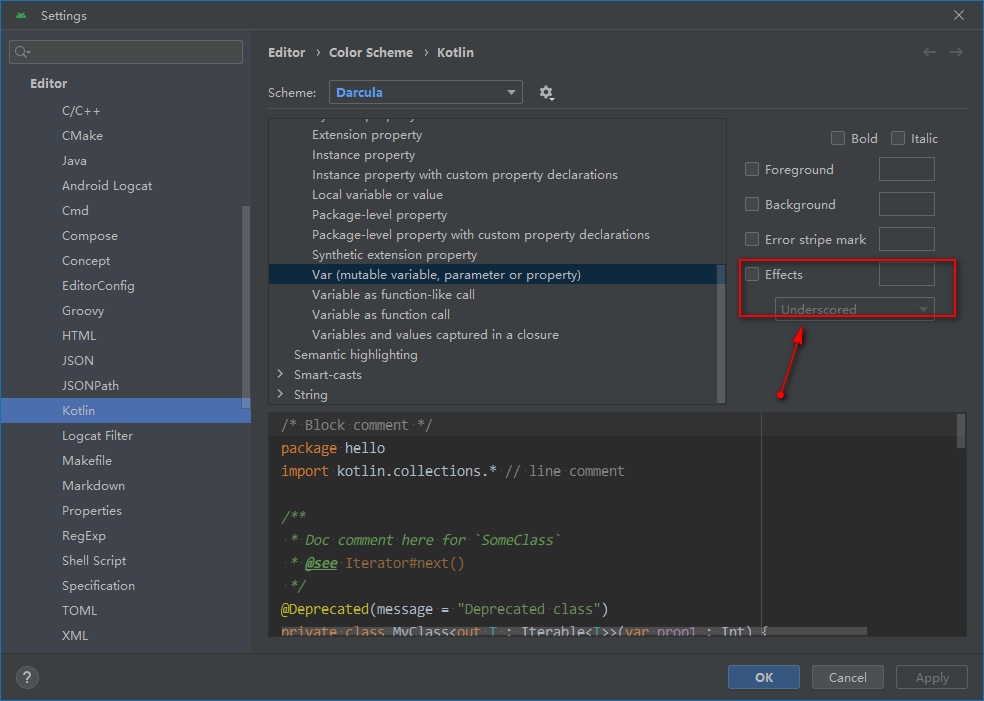 Settings
Editor
C/C++
CMake
Java
Android Logcat
Cmd
Compose
Concept
EditorConfig
Groovy
HTML
JSON
JSONPath
Kotlin
Logcat Filter
Makefile
Markdown
Properties
RegExp
Shell Script
Specification
TOML
XML
Editor › Color Scheme › Kotlin
Scheme: Darcula
Extension property
Instance property
Instance property with custom property declarations
Local variable or value
Package-level property
Package-level property with custom property declarations
Synthetic extension property
Var (mutable variable, parameter or property)
Variable as function-like call
Variable as function call
Variables and values captured in a closure
Semantic highlighting
Smart-casts
String
Bold Italic
Foreground
Background
Error stripe mark
Effects
Underscored
/* Block comment */
package hello
import kotlin.collections.* // line comment
/**
* Doc comment here for `SomeClass`
* @see Iterator#next()
*/
@Deprecated(message = "Deprecated class")
private class MyClass<out T : Iterable<T>>(var prop1 : Int) {
?
OK Cancel Apply